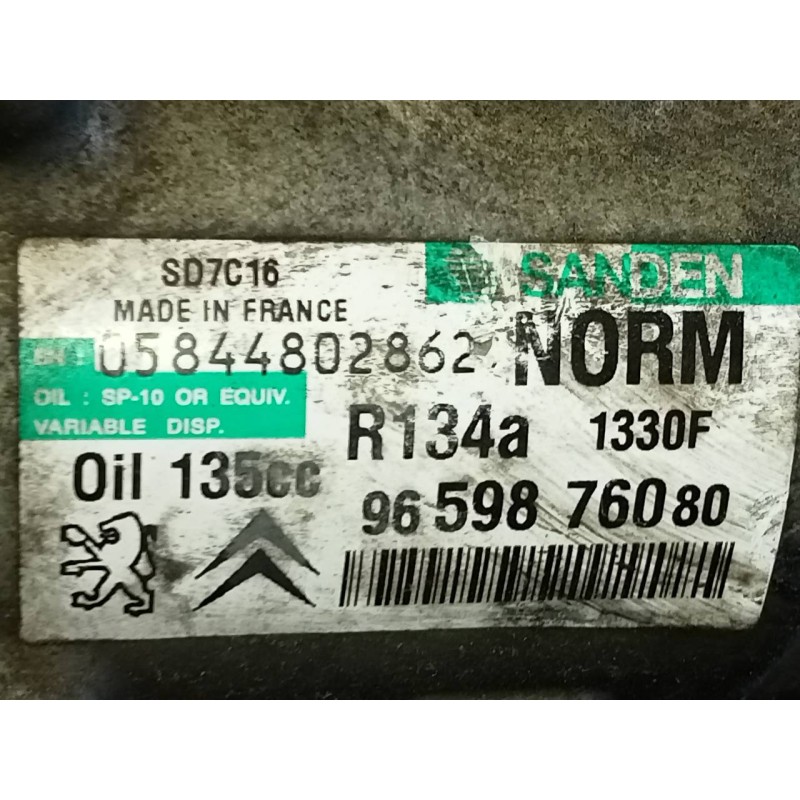 SANDEN
SD7C16
MADE IN FRANCE
05844802862
NORM
OIL : SP-10 OR EQUIV.
VARIABLE DISP.
R134a 1330F
Oil 135cc
96 598 760 80